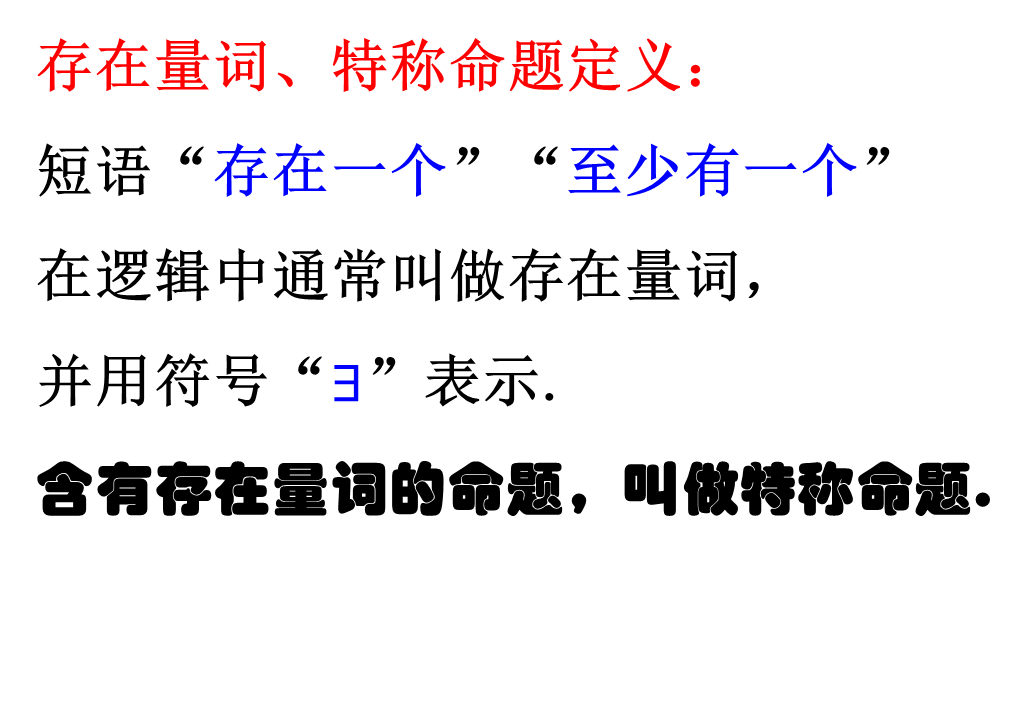 存在量词、特称命题定义：
短语“存在一个”“至少有一个”
在逻辑中通常叫做存在量词，
并用符号“∃”表示.
含有存在量词的命题，叫做特称命题.